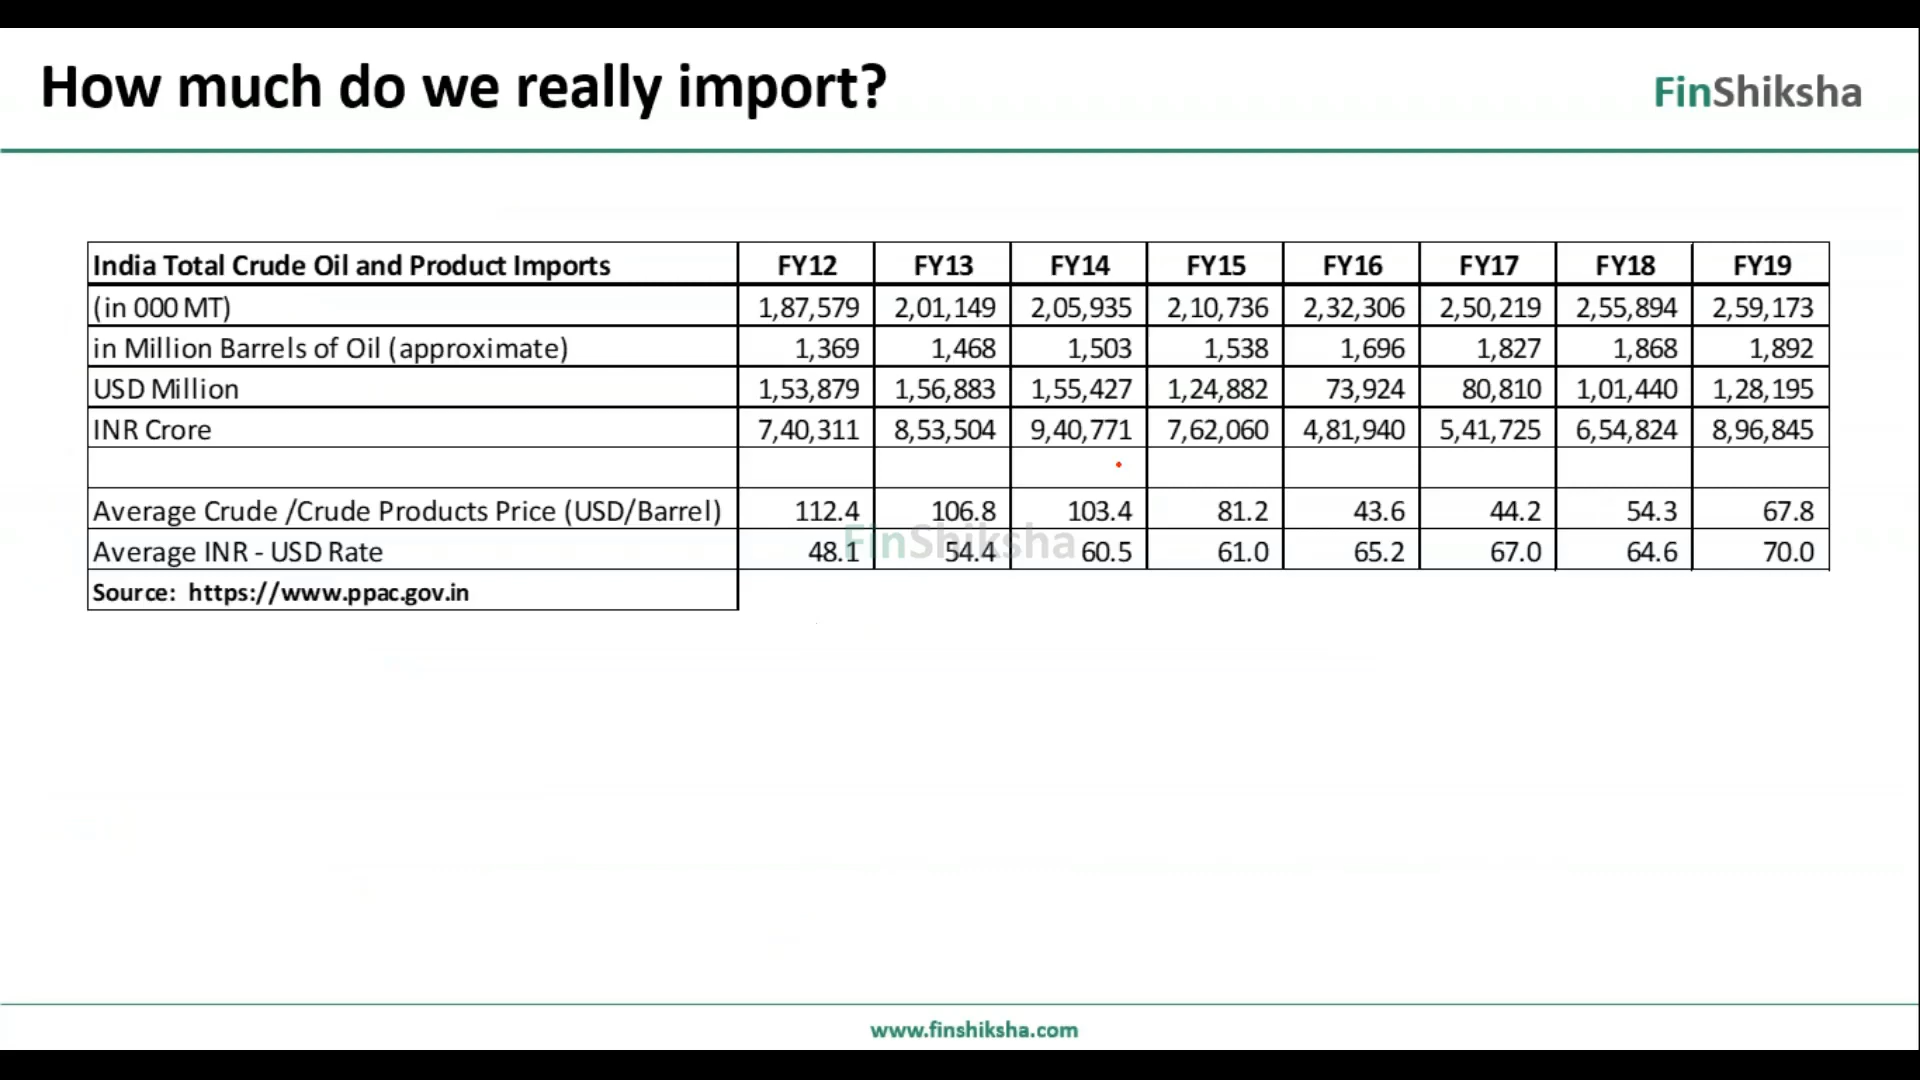 How much do we really import?
FinShiksha
India Total Crude Oil and Product Imports FY12 FY13 FY14 FY15 FY16 FY17 FY18 FY19
(in 000 MT) 1,87,579 2,01,149 2,05,935 2,10,736 2,32,306 2,50,219 2,55,894 2,59,173
in Million Barrels of Oil (approximate) 1,369 1,468 1,503 1,538 1,696 1,827 1,868 1,892
USD Million 1,53,879 1,56,883 1,55,427 1,24,882 73,924 80,810 1,01,440 1,28,195
INR Crore 7,40,311 8,53,504 9,40,771 7,62,060 4,81,940 5,41,725 6,54,824 8,96,845
Average Crude /Crude Products Price (USD/Barrel) 112.4 106.8 103.4 81.2 43.6 44.2 54.3 67.8
FinShiksha
Average INR - USD Rate 48.1 54.4 60.5 61.0 65.2 67.0 64.6 70.0
Source: https://www.ppac.gov.in
www.finshiksha.com